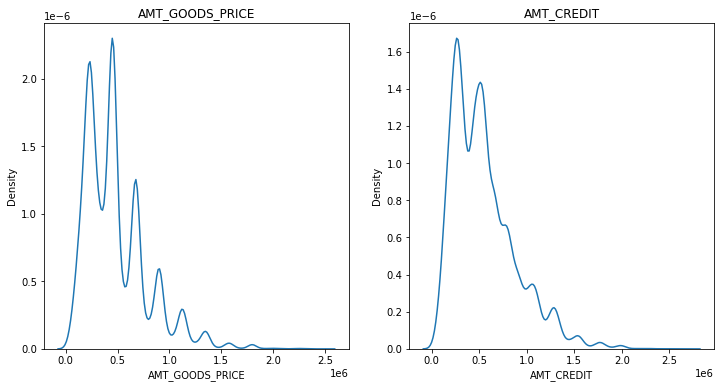 AMT_GOODS_PRICE
1e−6
2.0
1.5
1.0
0.5
0.0
Density
0.0 0.5 1.0 1.5 2.0 2.5
1e6
AMT_GOODS_PRICE
AMT_CREDIT
1e−6
1.6
1.4
1.2
1.0
0.8
0.6
0.4
0.2
0.0
Density
0.0 0.5 1.0 1.5 2.0 2.5
1e6
AMT_CREDIT